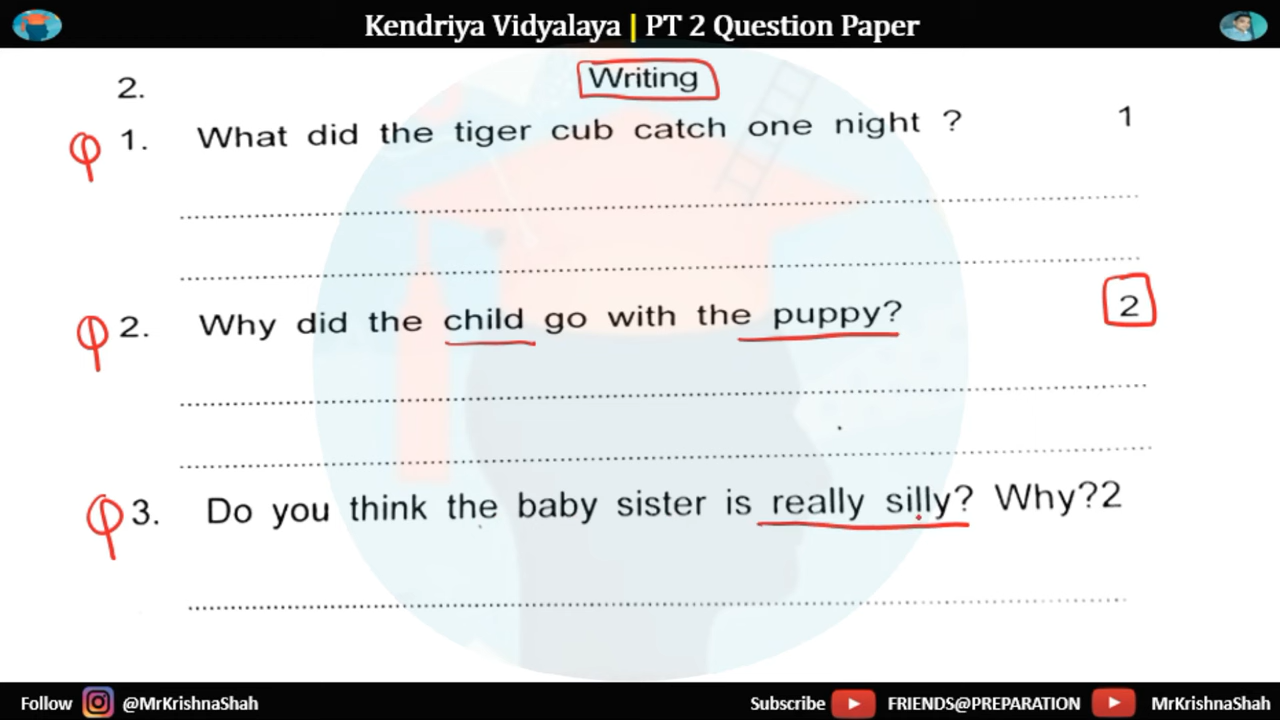 Kendriya Vidyalaya | PT 2 Question Paper
2. Writing
1. What did the tiger cub catch one night ? 1
2. Why did the child go with the puppy? 2
3. Do you think the baby sister is really silly? Why?2
Follow @MrKrishnaShah Subscribe FRIENDS@PREPARATION MrKrishnaShah